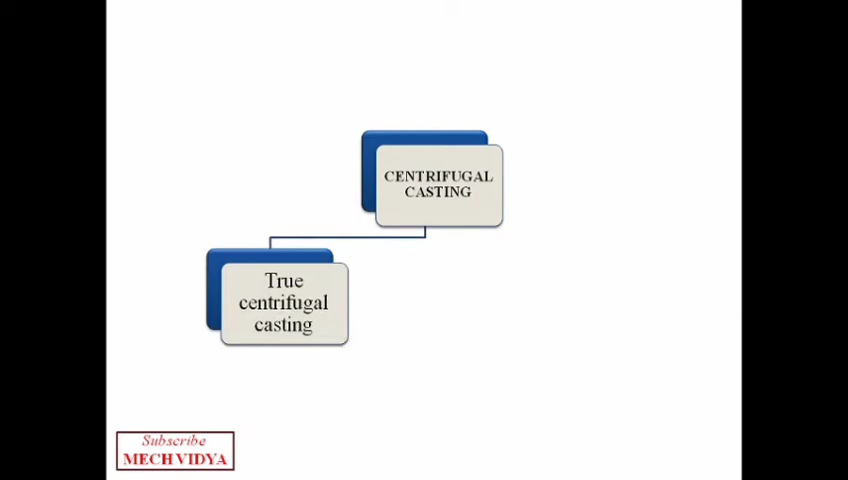 CENTRIFUGAL
CASTING
True
centrifugal
casting
Subscribe
MECH VIDYA